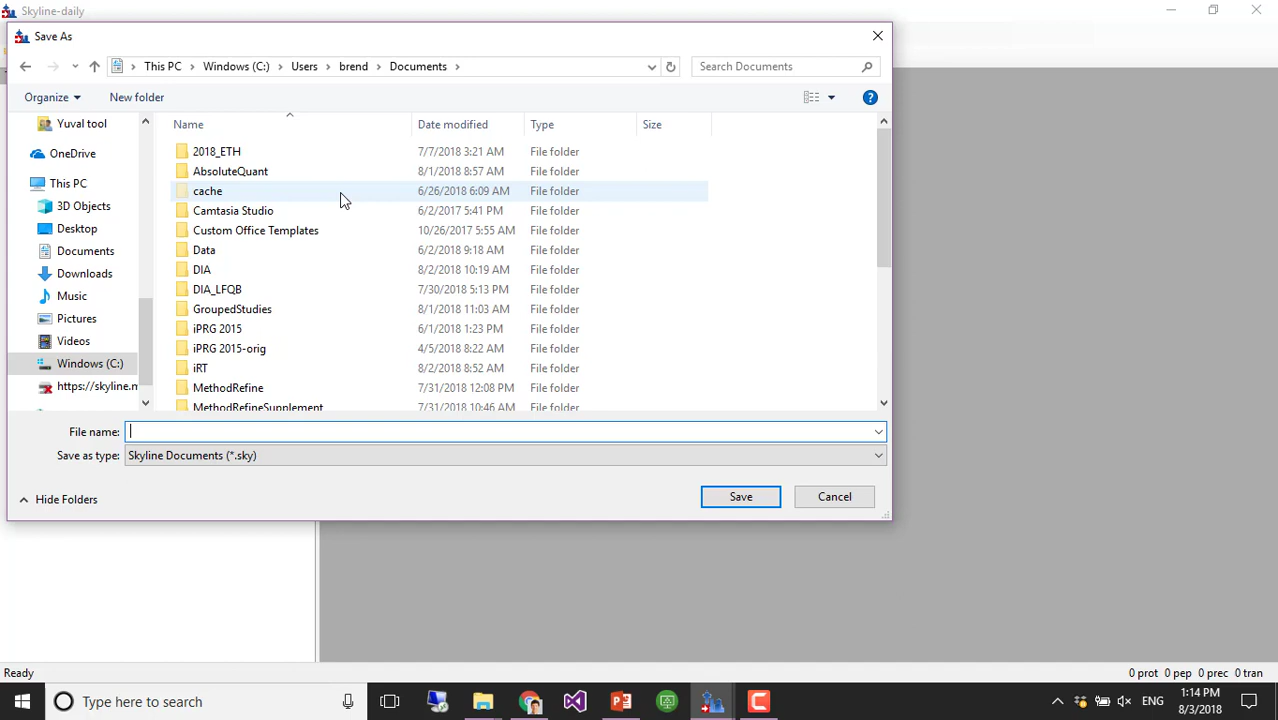 Skyline-daily
Save As
This PC > Windows (C:) > Users > brend > Documents >
Search Documents
Organize
New folder
Name
Date modified
Type
Size
Yuval tool
OneDrive
This PC
3D Objects
Desktop
Documents
Downloads
Music
Pictures
Videos
Windows (C:)
https://skyline.m
2018_ETH 7/7/2018 3:21 AM File folder
AbsoluteQuant 8/1/2018 8:57 AM File folder
cache 6/26/2018 6:09 AM File folder
Camtasia Studio 6/2/2017 5:41 PM File folder
Custom Office Templates 10/26/2017 5:55 AM File folder
Data 6/2/2018 9:18 AM File folder
DIA 8/2/2018 10:19 AM File folder
DIA_LFQB 7/30/2018 5:13 PM File folder
GroupedStudies 8/1/2018 11:03 AM File folder
iPRG 2015 6/1/2018 1:23 PM File folder
iPRG 2015-orig 4/5/2018 8:22 AM File folder
iRT 8/2/2018 8:52 AM File folder
MethodRefine 7/31/2018 12:08 PM File folder
MethodRefineSupplement 7/31/2018 10:46 AM File folder
File name:
Save as type: Skyline Documents (*.sky)
Hide Folders
Save
Cancel
Ready
0 prot 0 pep 0 prec 0 tran
Type here to search
ENG
1:14 PM
8/3/2018